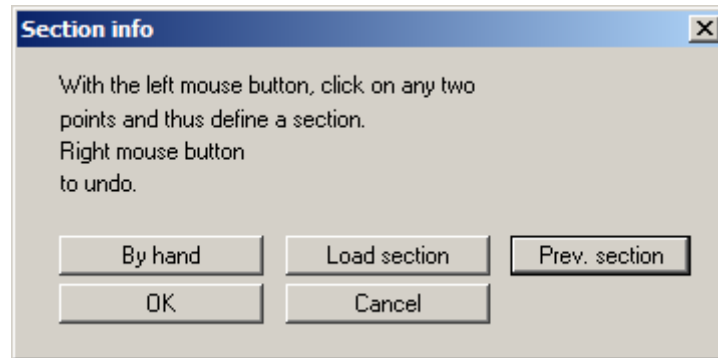 Section info
With the left mouse button, click on any two
points and thus define a section.
Right mouse button
to undo.
By hand
Load section
Prev. section
OK
Cancel